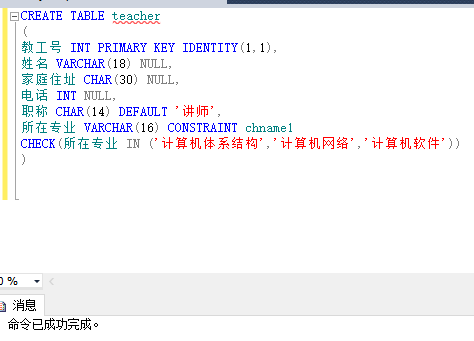 CREATE TABLE teacher
(
教工号 INT PRIMARY KEY IDENTITY(1,1),
姓名 VARCHAR(18) NULL,
家庭住址 CHAR(30) NULL,
电话 INT NULL,
职称 CHAR(14) DEFAULT '讲师',
所在专业 VARCHAR(16) CONSTRAINT chname1
CHECK(所在专业 IN ('计算机体系结构','计算机网络','计算机软件'))
)
0 %
消息
命令已成功完成。